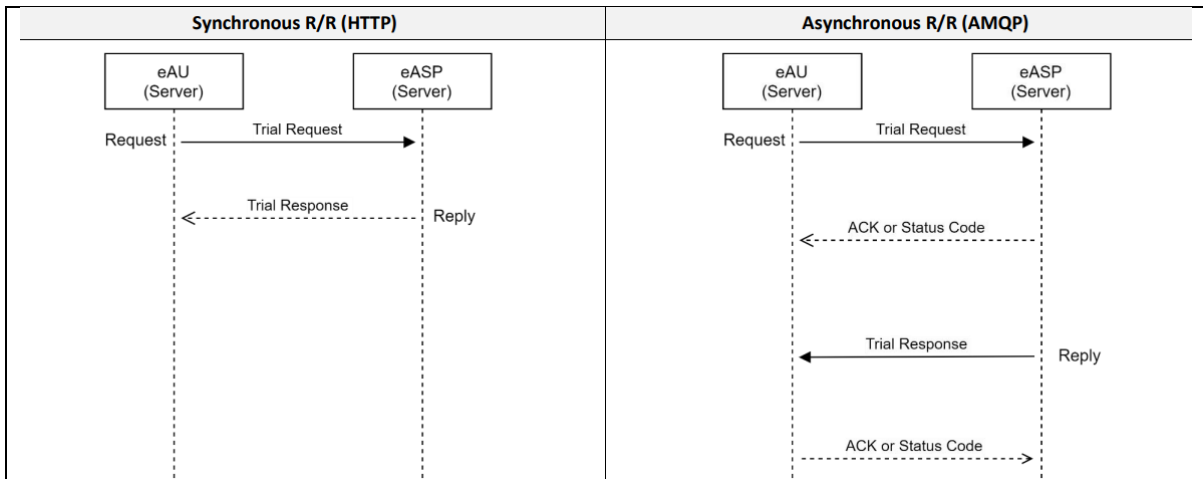 Synchronous R/R (HTTP)
eAU
(Server)
eASP
(Server)
Request
Trial Request
Trial Response
Reply
Asynchronous R/R (AMQP)
eAU
(Server)
eASP
(Server)
Request
Trial Request
ACK or Status Code
Trial Response
Reply
ACK or Status Code